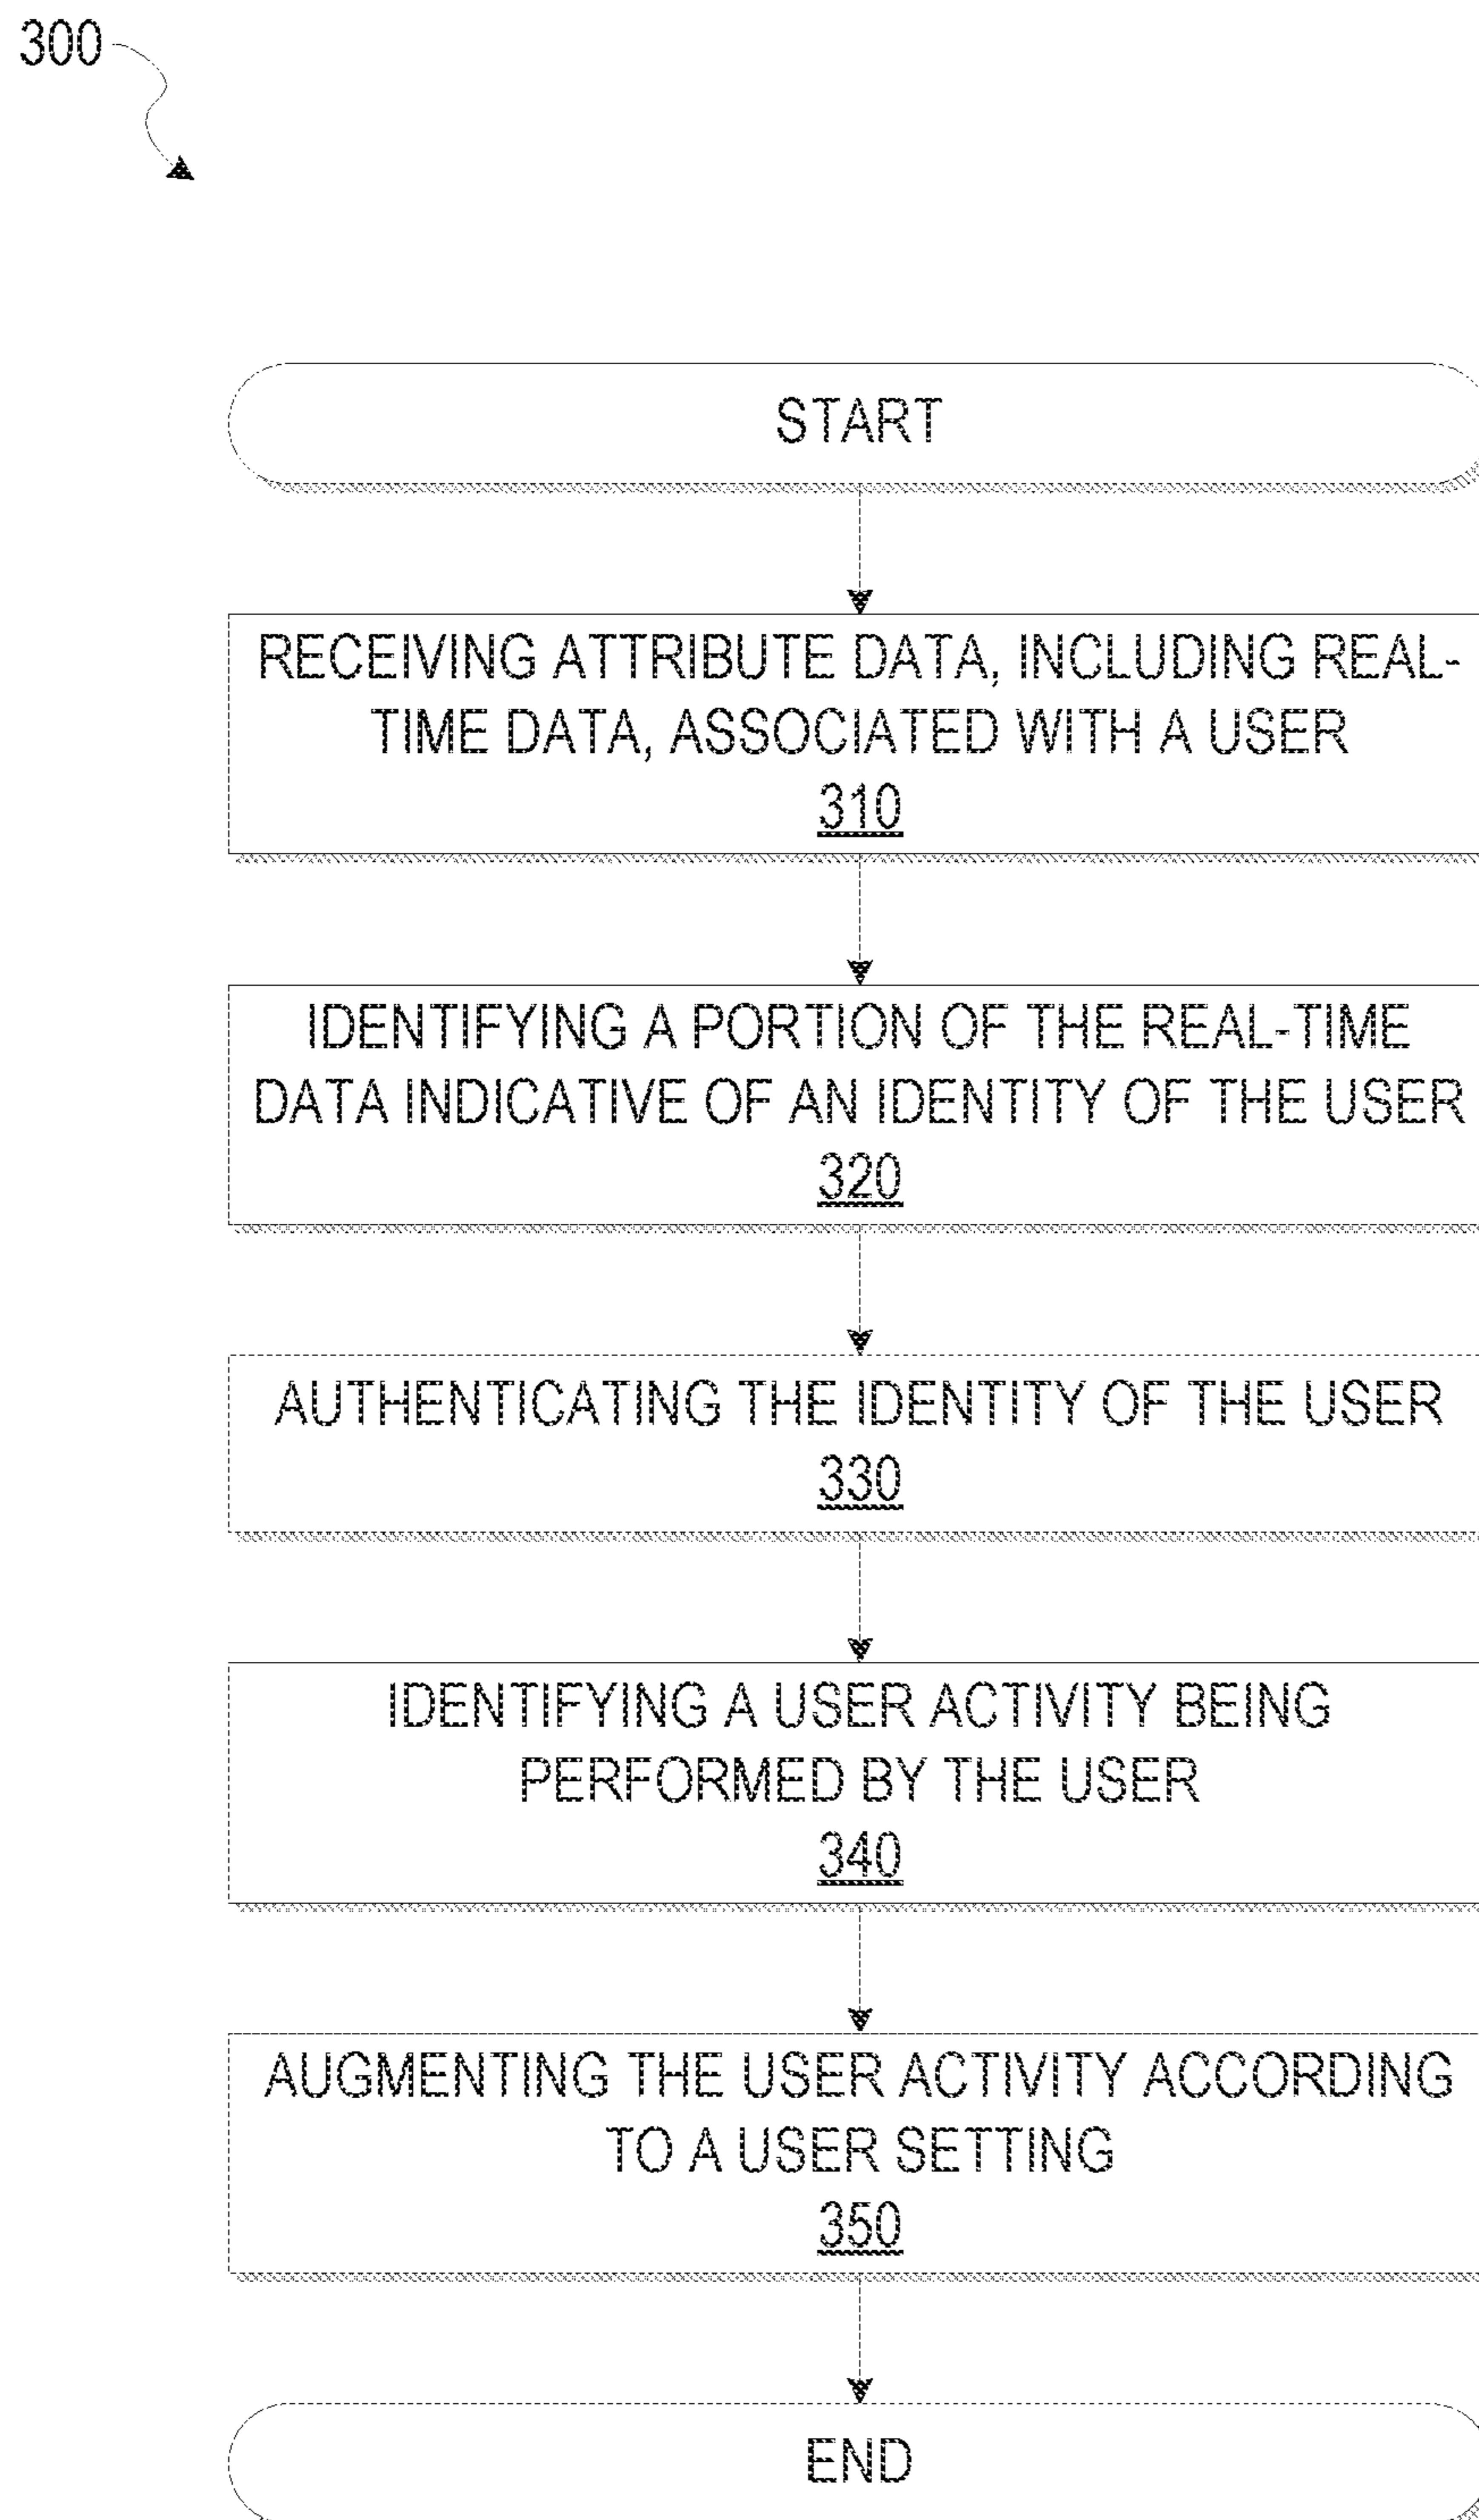 300
START
RECEIVING ATTRIBUTE DATA, INCLUDING REAL-
TIME DATA, ASSOCIATED WITH A USER
310
IDENTIFYING A PORTION OF THE REAL-TIME
DATA INDICATIVE OF AN IDENTITY OF THE USER
320
AUTHENTICATING THE IDENTITY OF THE USER
330
IDENTIFYING A USER ACTIVITY BEING
PERFORMED BY THE USER
340
AUGMENTING THE USER ACTIVITY ACCORDING
TO A USER SETTING
350
END